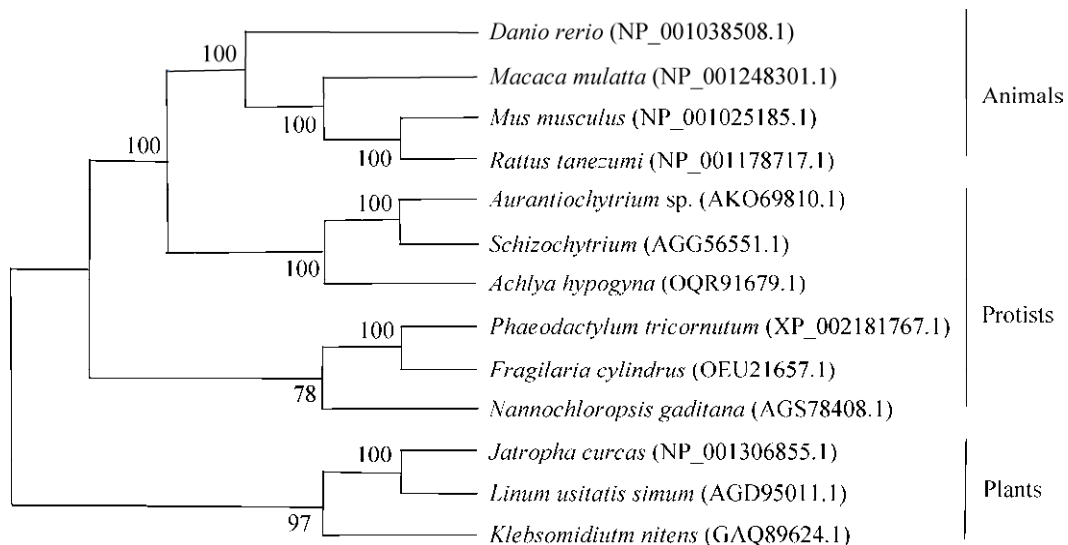 Danio rerio (NP_001038508.1)
100
Macaca mulatta (NP_001248301.1)
Animals
Mus musculus (NP_001025185.1)
100
100
Rattus tanezumi (NP_001178717.1)
100
Aurantiochytrium sp. (AKO69810.1)
100
Schizochytrium (AGG56551.1)
100
Achlya hypogyna (OQR91679.1)
Protists
Phaeodactylum tricornutum (XP_002181767.1)
100
Fragilaria cylindrus (OEU21657.1)
78
Nannochloropsis gaditana (AGS78408.1)
Jatropha curcas (NP_001306855.1)
100
Linum usitatis simum (AGD95011.1)
Plants
97
Klebsomidiutm nitens (GAQ89624.1)